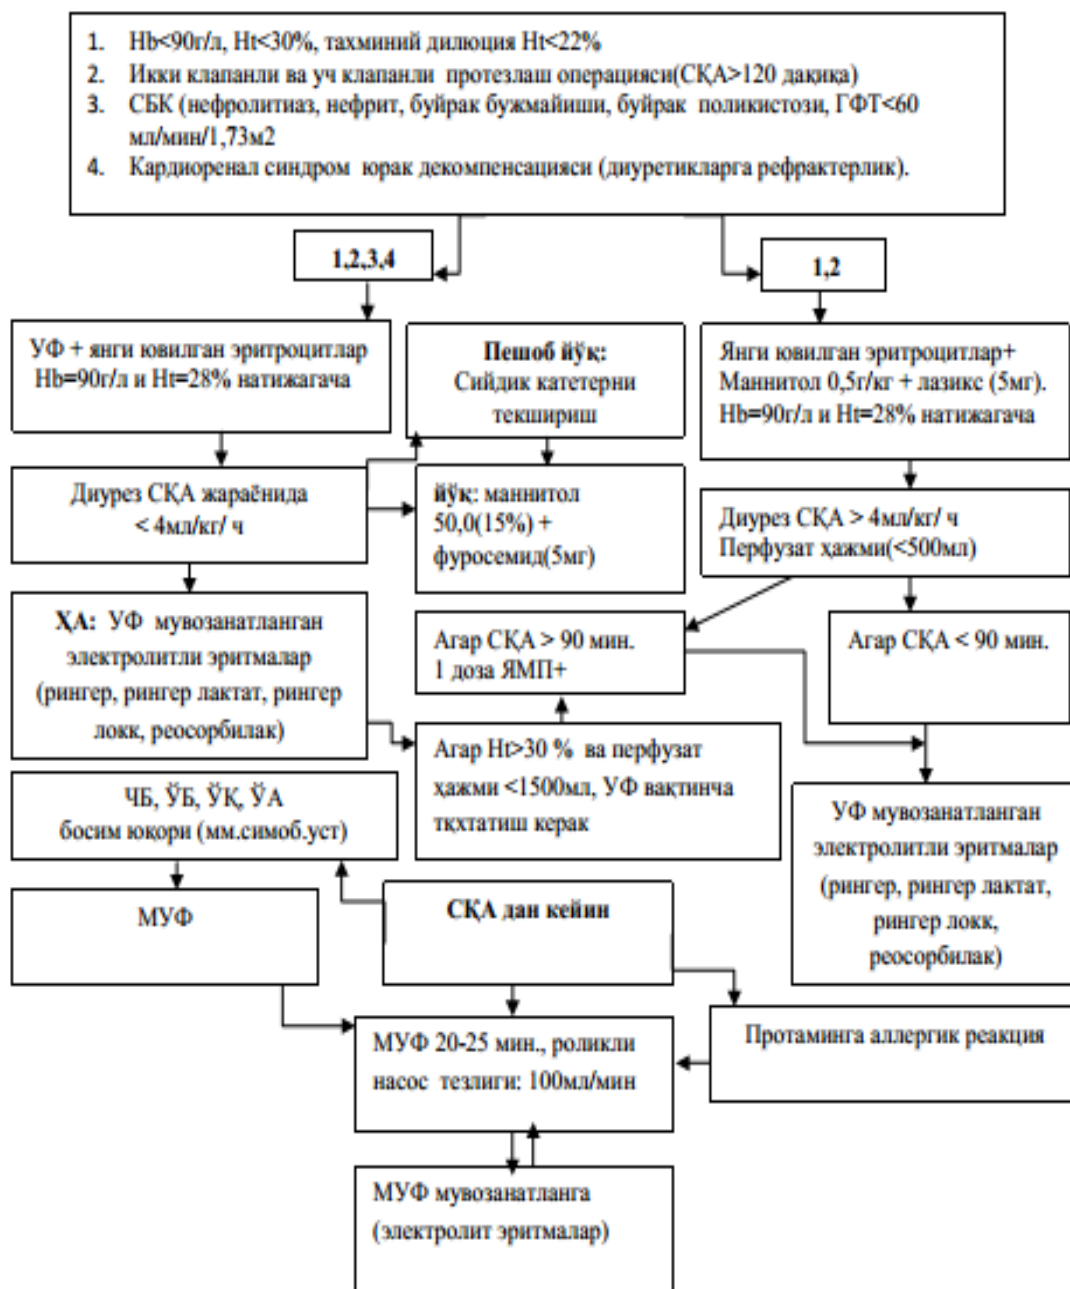 1. Hb<90г/л, Ht<30%, тахминий дилюция Ht<22%
2. Икки клапанли ва уч клапанли протезлаш операцияси(СҚА>120 дақиқа)
3. СБК (нефролитиаз, нефрит, буйрак бужмайиши, буйрак поликистози, ГФТ<60
мл/мин/1,73м2
4. Кардиоренал синдром юрак декомпенсацияси (диуретикларга рефрактерлик).
1,2,3,4
1,2
УФ + янги ювилган эритроцитлар
Hb=90г/л и Ht=28% натижагача
Пешоб йўқ:
Сийдик катетерни
текшириш
Янги ювилган эритроцитлар+
Маннитол 0,5г/кг + лазикс (5мг).
Hb=90г/л и Ht=28% натижагача
Диурез СҚА жараёнида
< 4мл/кг/ ч
йўқ: маннитол
50,0(15%) +
фуросемид(5мг)
Диурез СҚА > 4мл/кг/ ч
Перфузат ҳажми(<500мл)
ҲА: УФ мувозанатланган
электролитли эритмалар
(рингер, рингер лактат, рингер
локк, реосорбилак)
Агар СҚА > 90 мин.
1 доза ЯМП+
Агар СҚА < 90 мин.
Агар Ht>30 % ва перфузат
ҳажми <1500мл, УФ вақтинча
тқхтатиш керак
ЧБ, ЎБ, ЎҚ, ЎА
босим юқори (мм.симоб.уст)
УФ мувозанатланган
электролитли эритмалар
(рингер, рингер лактат,
рингер локк,
реосорбилак)
МУФ
СҚА дан кейин
МУФ 20-25 мин., роликли
насос тезлиги: 100мл/мин
Протаминга аллергик реакция
МУФ мувозанатланга
(электролит эритмалар)